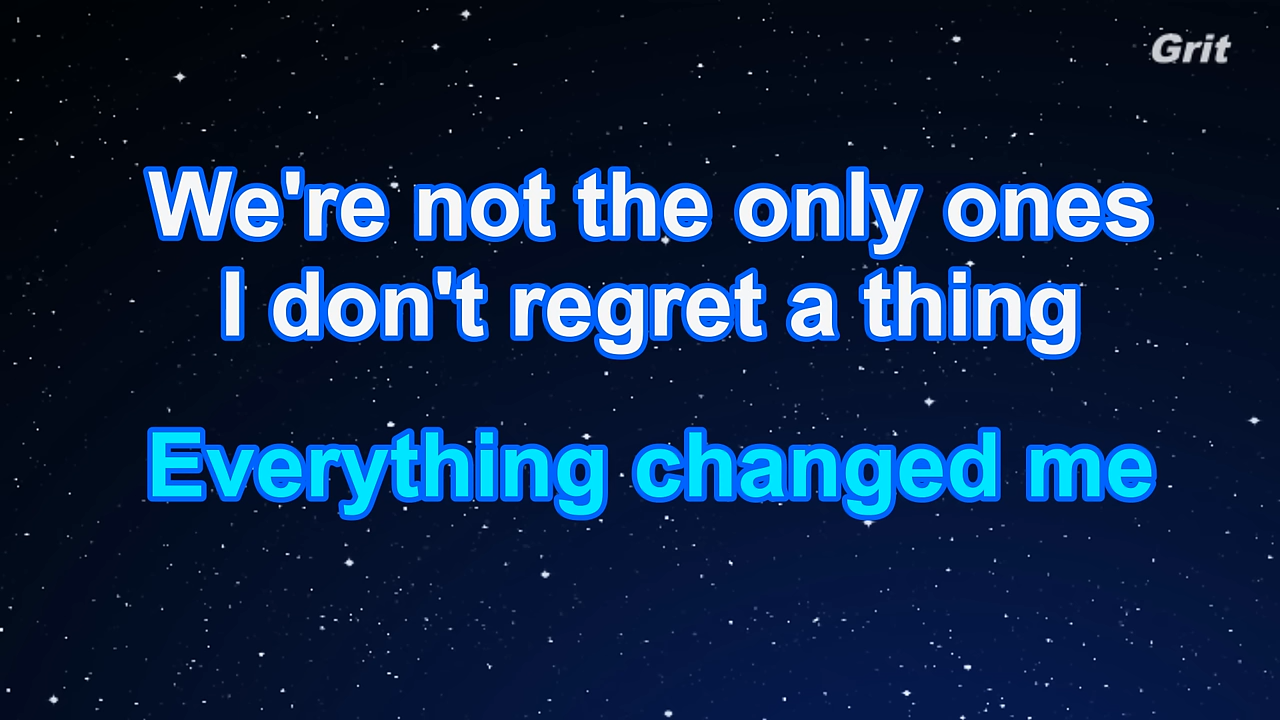 Grit
We're not the only ones
I don't regret a thing
Everything changed me